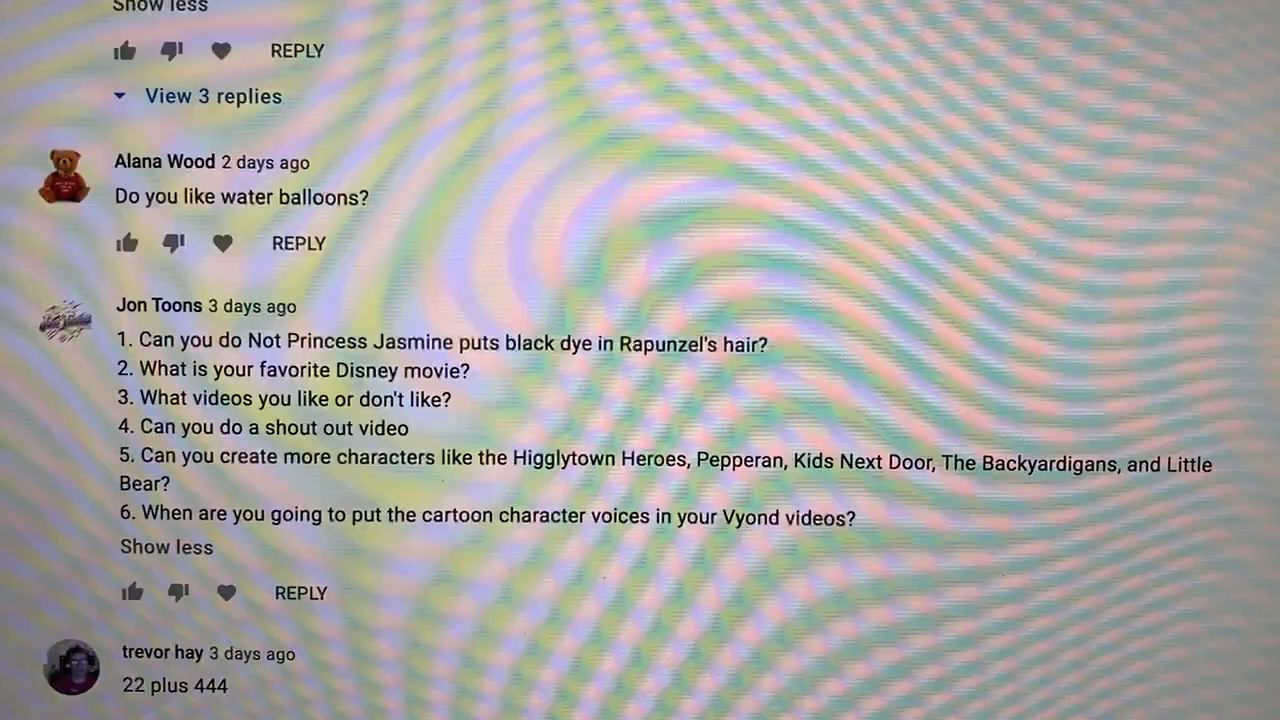 Show less
REPLY
View 3 replies
Alana Wood 2 days ago
Do you like water balloons?
REPLY
Jon Toons 3 days ago
1. Can you do Not Princess Jasmine puts black dye in Rapunzel's hair?
2. What is your favorite Disney movie?
3. What videos you like or don't like?
4. Can you do a shout out video
5. Can you create more characters like the Higglytown Heroes, Pepperan, Kids Next Door, The Backyardigans, and Little
Bear?
6. When are you going to put the cartoon character voices in your Vyond videos?
Show less
REPLY
trevor hay 3 days ago
22 plus 444